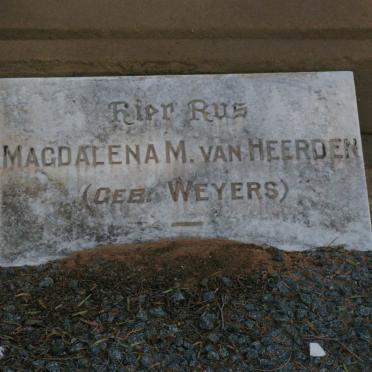 Hier Rus
MAGDALENA M. VAN HEERDEN
(GEB. WEYERS)